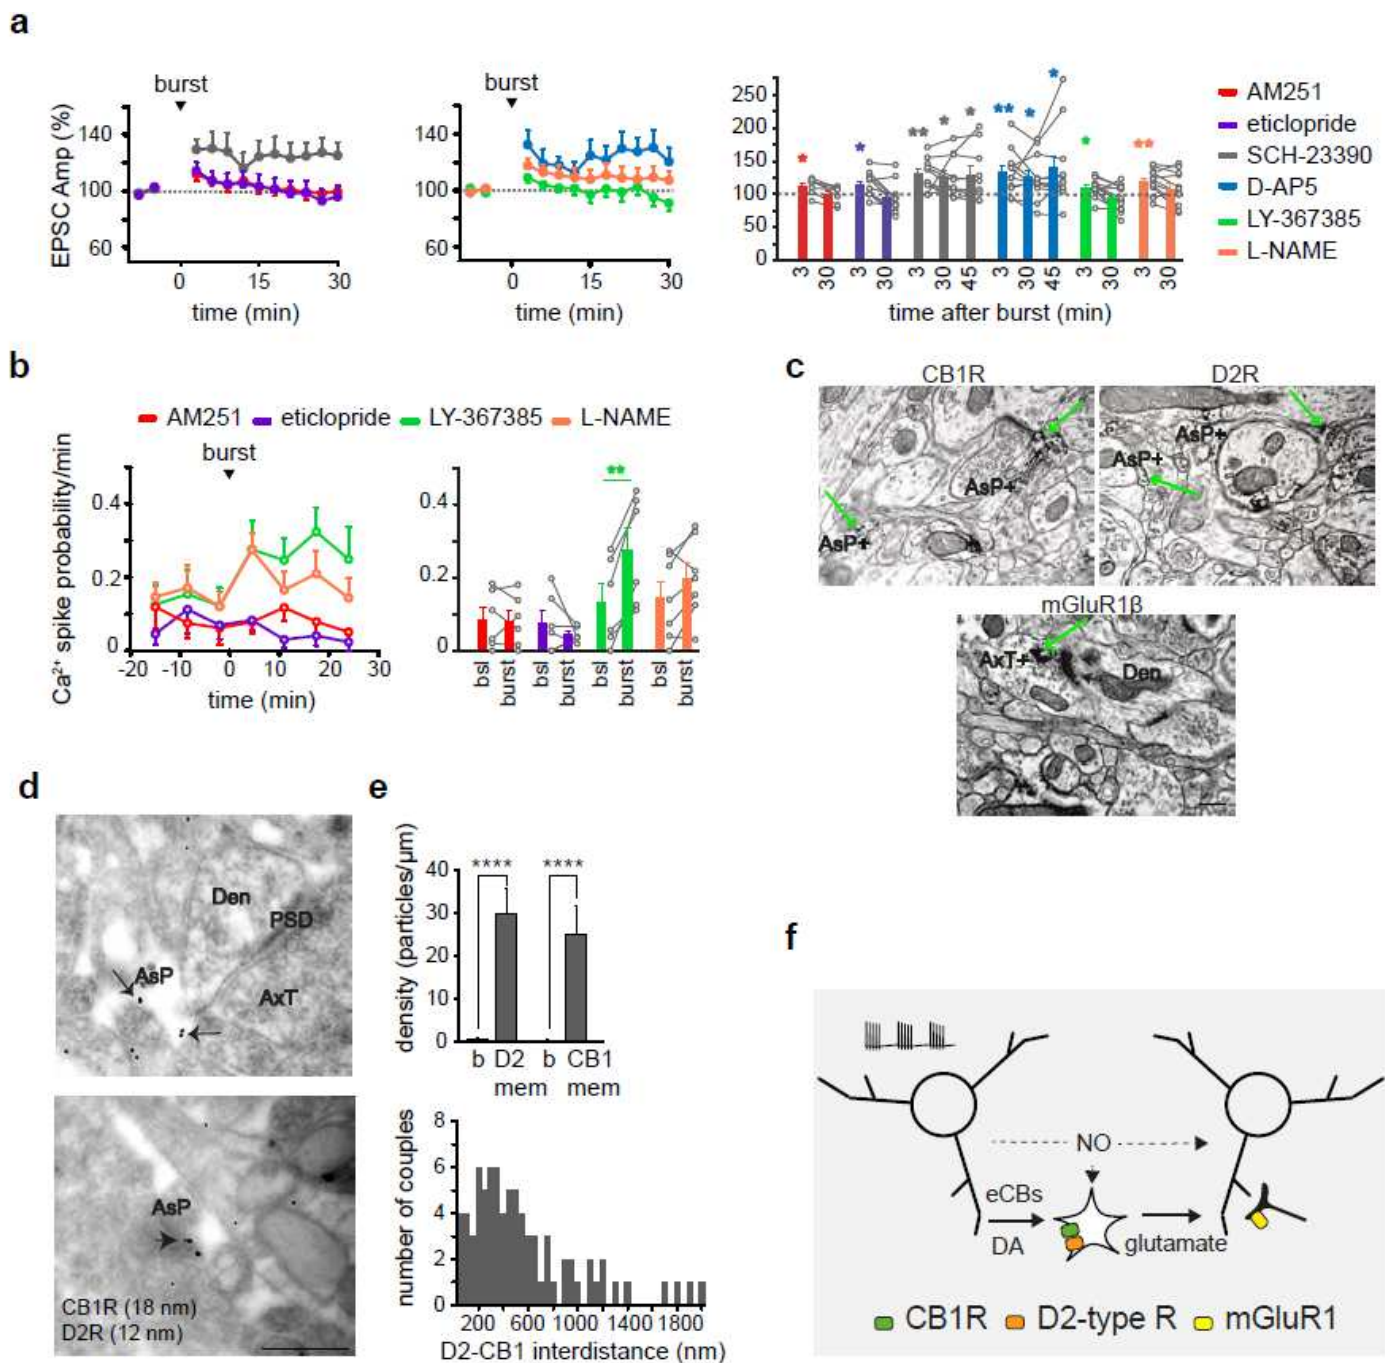 a
burst
burst
EPSC Amp (%)
140
100
60
0
15
30
time (min)
140
100
60
0
15
30
time (min)
250
200
150
100
50
0
*
*
**
*
*
**
*
*
*
**
3
30
3
30
3
30
45
3
30
45
3
30
3
30
time after burst (min)
AM251
eticlopride
SCH-23390
D-AP5
LY-367385
L-NAME
b
AM251
eticlopride
LY-367385
L-NAME
burst
Ca²⁺ spike probability/min
0.4
0.2
0
-20
-10
0
10
20
30
time (min)
0.4
0.2
0
**
bsl
burst
bsl
burst
bsl
burst
bsl
burst
c
CB1R
D2R
AsP+
AsP+
AsP+
AsP+
mGluR1β
AxT+
Den
d
Den
PSD
AsP
AxT
AsP
CB1R (18 nm)
D2R (12 nm)
e
density (particles/µm)
40
30
20
10
0
****
****
b
D2
mem
b
CB1
mem
number of couples
8
6
4
2
0
200
600
1000
1400
1800
D2-CB1 interdistance (nm)
f
NO
eCBs
DA
glutamate
CB1R
D2-type R
mGluR1